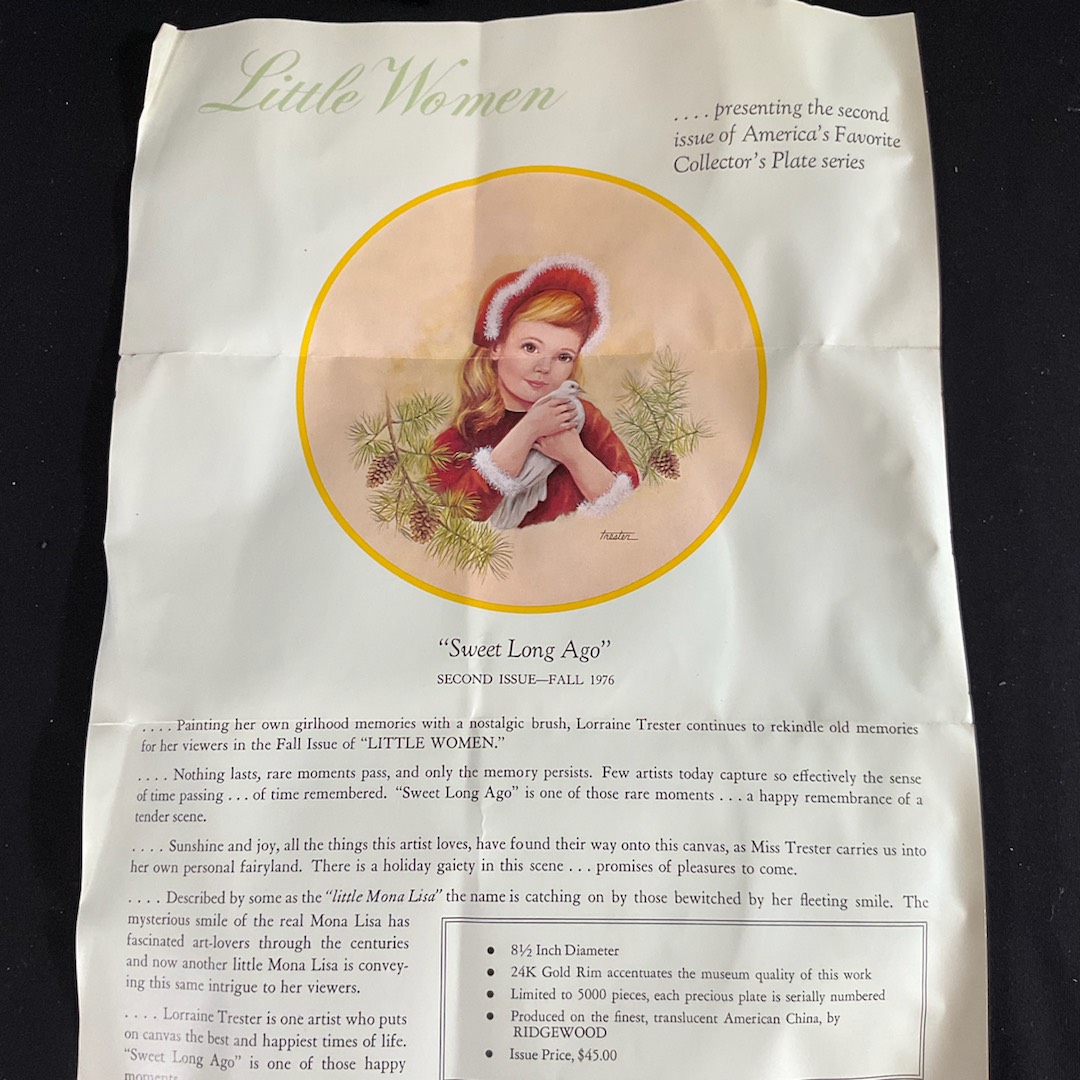 Little Women
. . . . presenting the second
issue of America's Favorite
Collector's Plate series
Trester
“Sweet Long Ago”
SECOND ISSUE—FALL 1976
. . . . Painting her own girlhood memories with a nostalgic brush, Lorraine Trester continues to rekindle old memories
for her viewers in the Fall Issue of “LITTLE WOMEN.”
. . . . Nothing lasts, rare moments pass, and only the memory persists. Few artists today capture so effectively the sense
of time passing . . . of time remembered. “Sweet Long Ago” is one of those rare moments . . . a happy remembrance of a
tender scene.
. . . . Sunshine and joy, all the things this artist loves, have found their way onto this canvas, as Miss Trester carries us into
her own personal fairyland. There is a holiday gaiety in this scene . . . promises of pleasures to come.
. . . . Described by some as the “little Mona Lisa” the name is catching on by those bewitched by her fleeting smile. The
mysterious smile of the real Mona Lisa has
fascinated art-lovers through the centuries
and now another little Mona Lisa is convey-
ing this same intrigue to her viewers.
. . . . Lorraine Trester is one artist who puts
on canvas the best and happiest times of life.
“Sweet Long Ago” is one of those happy
moments
• 8½ Inch Diameter
• 24K Gold Rim accentuates the museum quality of this work
• Limited to 5000 pieces, each precious plate is serially numbered
• Produced on the finest, translucent American China, by
RIDGEWOOD
• Issue Price, $45.00